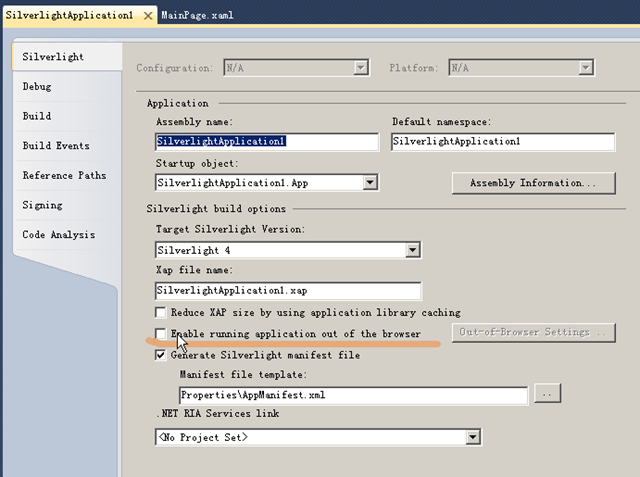 SilverlightApplication1 MainPage.xaml
Silverlight
Debug
Build
Build Events
Reference Paths
Signing
Code Analysis
Configuration: N/A Platform: N/A
Application
Assembly name: Default namespace:
SilverlightApplication1 SilverlightApplication1
Startup object:
SilverlightApplication1.App Assembly Information...
Silverlight build options
Target Silverlight Version:
Silverlight 4
Xap file name:
SilverlightApplication1.xap
Reduce XAP size by using application library caching
Enable running application out of the browser Out-of-Browser Settings ..
Generate Silverlight manifest file
Manifest file template:
Properties\AppManifest.xml ..
.NET RIA Services link
<No Project Set>